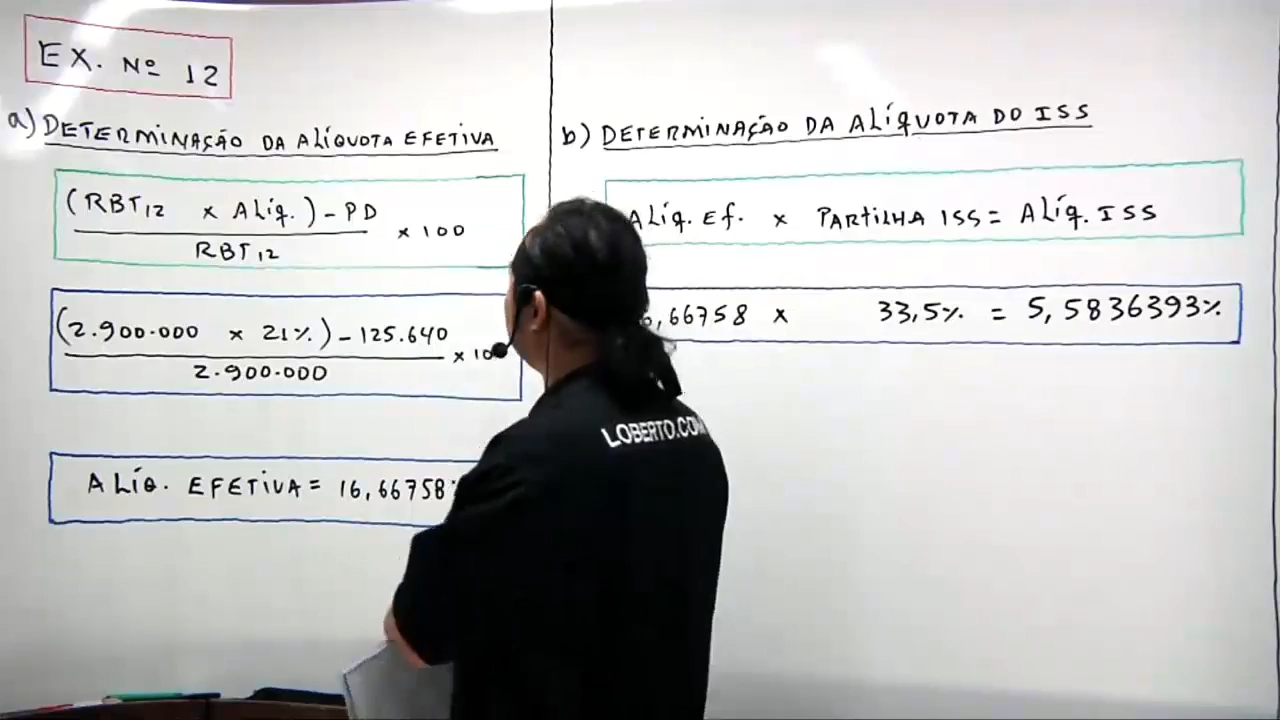 EX. Nº 12
a) DETERMINAÇÃO DA ALÍQUOTA EFETIVA
(RBT12 x ALíq.) - PD
RBT12
x 100
(2.900.000 x 21%) - 125.640
2.900.000
x 10
ALíQ. EFETIVA = 16,66758
b) DETERMINAÇÃO DA ALíQUOTA DO ISS
ALíq. Ef. x PARTILHA ISS = ALíq. ISS
6,66758 x 33,5% = 5,5836393%
LOBERTO.COM